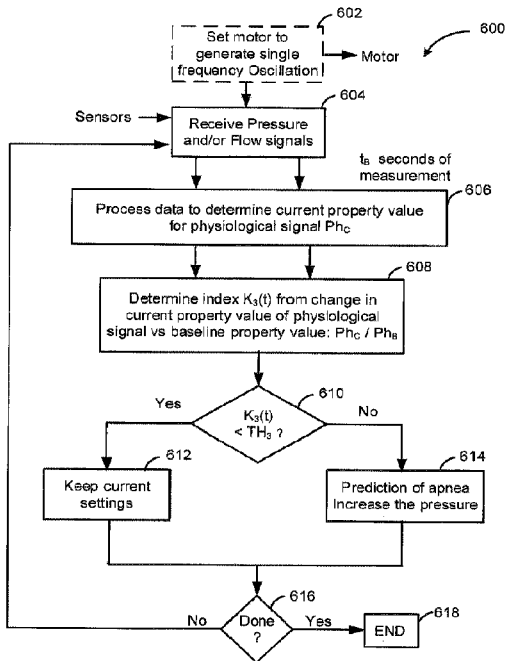 602
Set motor to
generate single
frequency Oscillation
Motor
600
604
Sensors
Receive Pressure
and/or Flow signals
tB seconds of
measurement
606
Process data to determine current property value
for physiological signal PhC
608
Determine index K3(t) from change in
current property value of physiological
signal vs baseline property value: PhC / PhB
610
Yes
K3(t)
< TH3 ?
No
612
Keep current
settings
614
Prediction of apnea
Increase the pressure
616
No
Done
?
Yes
END
618